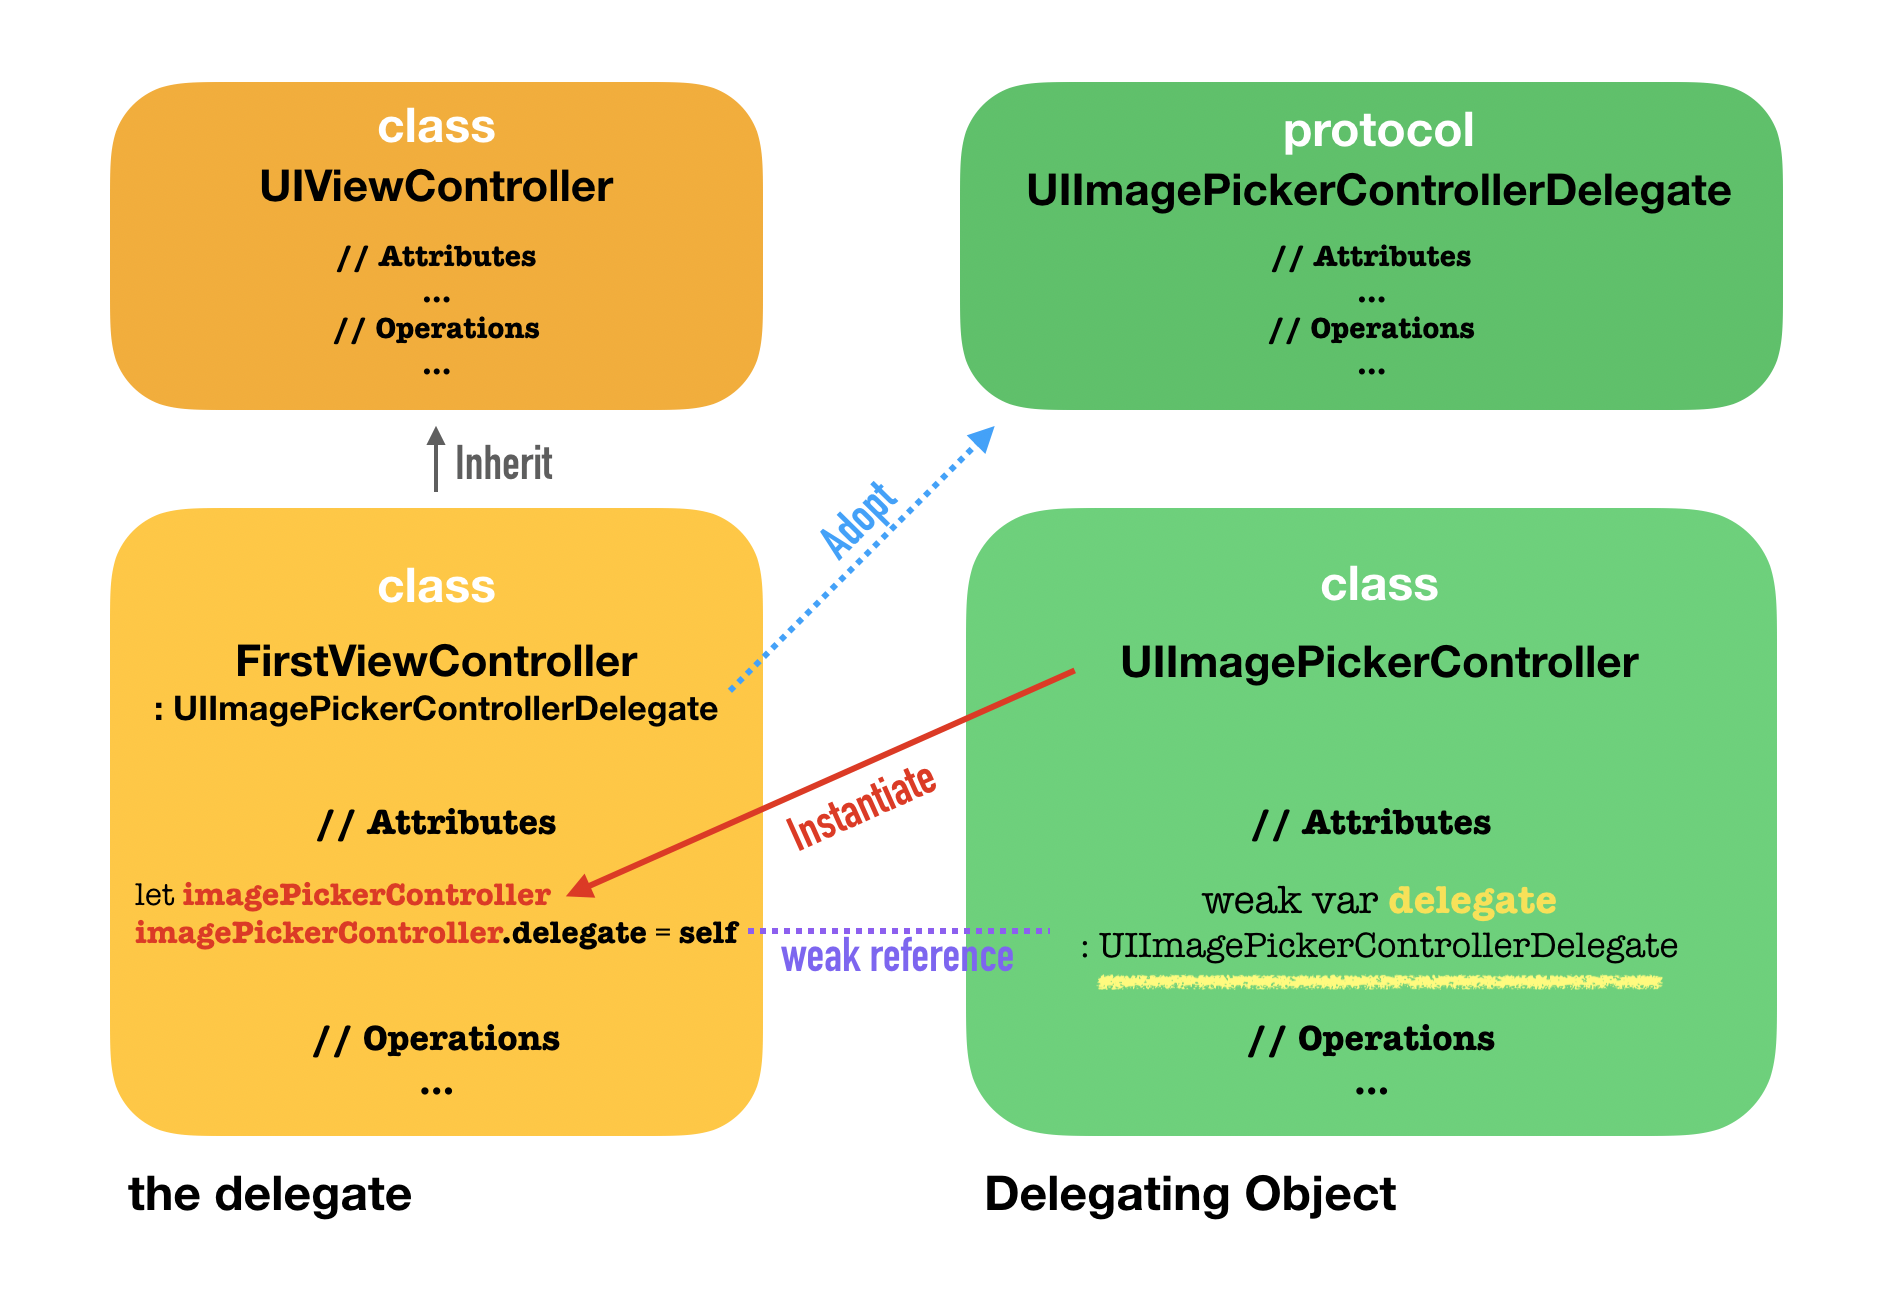 class
UIViewController
// Attributes
...
// Operations
...
protocol
UIImagePickerControllerDelegate
// Attributes
...
// Operations
...
Inherit
Adopt
class
FirstViewController
: UIImagePickerControllerDelegate
// Attributes
let imagePickerController
imagePickerController.delegate = self
// Operations
...
Instantiate
weak reference
class
UIImagePickerController
// Attributes
weak var delegate
: UIImagePickerControllerDelegate
// Operations
...
the delegate
Delegating Object